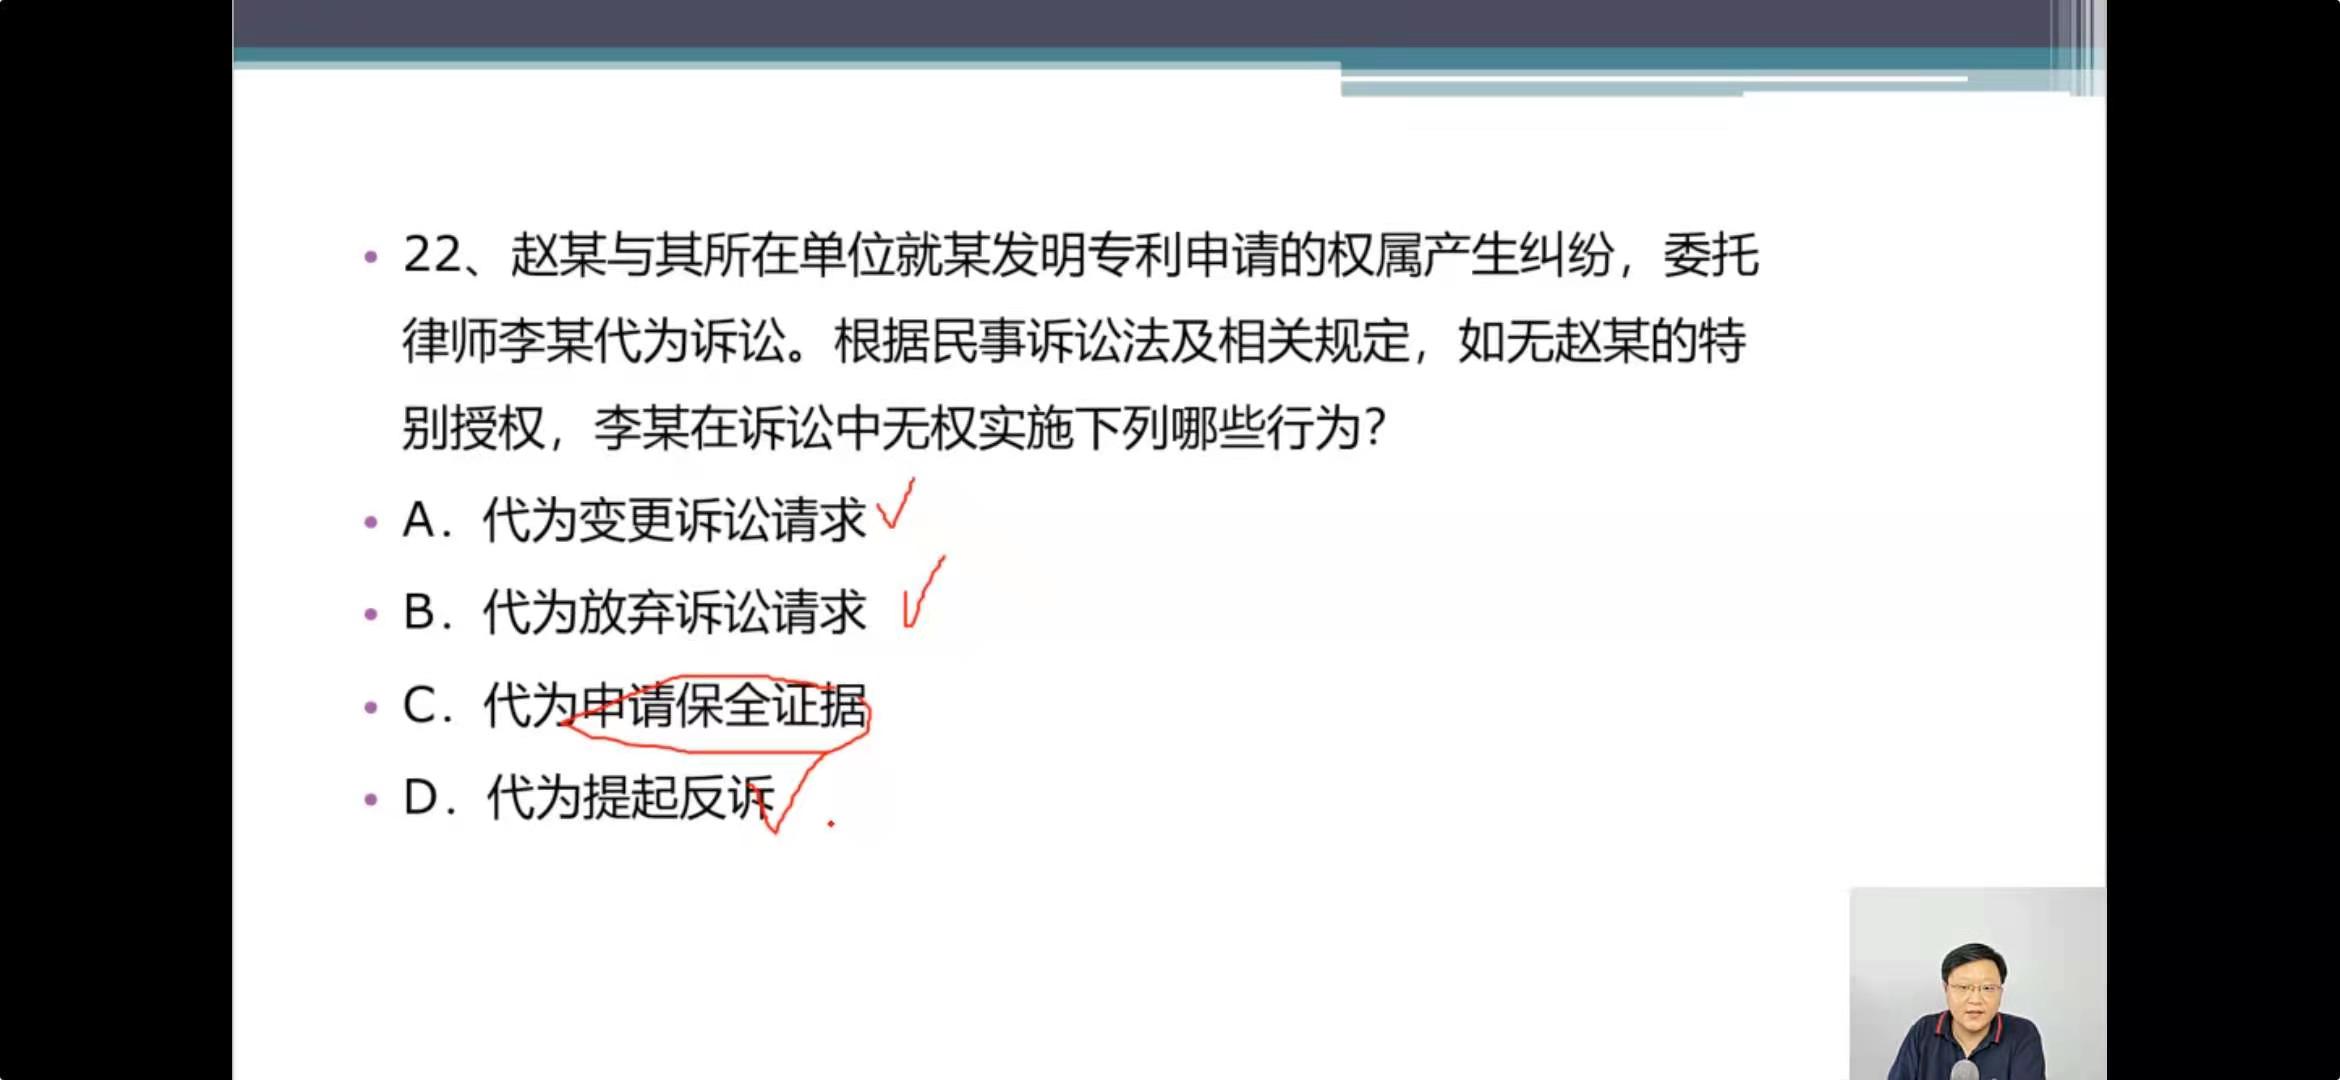 22、赵某与其所在单位就某发明专利申请的权属产生纠纷，委托
律师李某代为诉讼。根据民事诉讼法及相关规定，如无赵某的特
别授权，李某在诉讼中无权实施下列哪些行为？
A．代为变更诉讼请求
B．代为放弃诉讼请求
C．代为申请保全证据
D．代为提起反诉